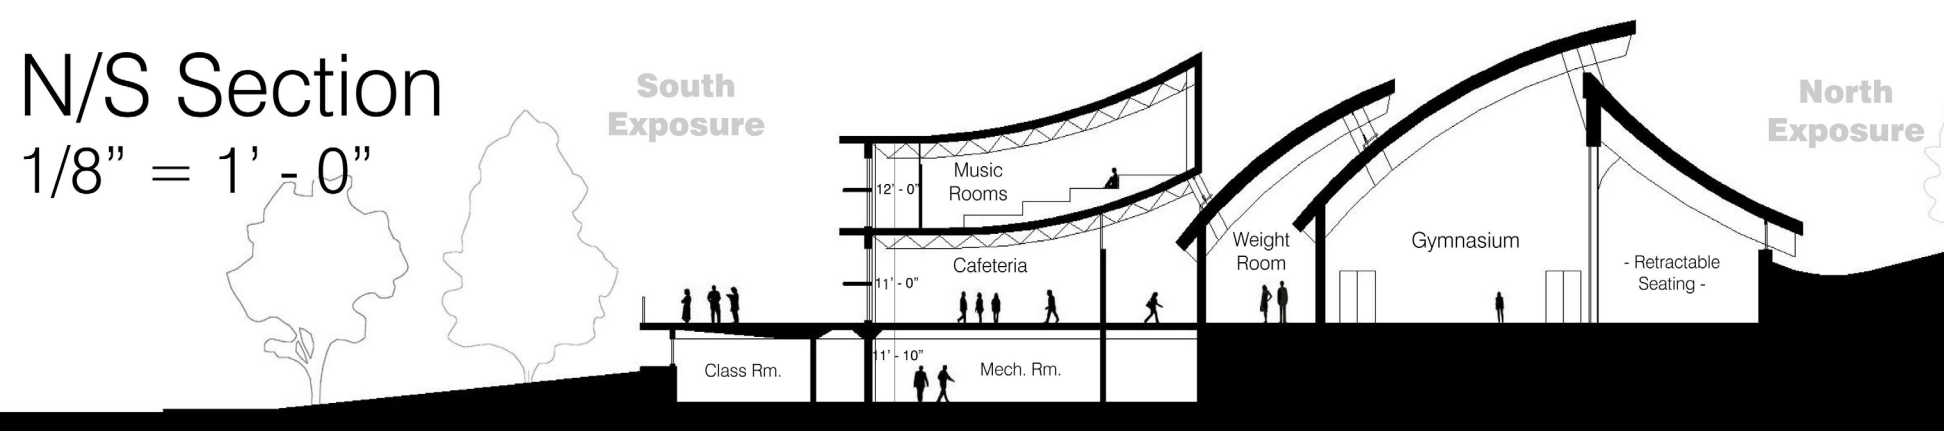 N/S Section
1/8” = 1’ - 0”
South
Exposure
North
Exposure
Music
Rooms
12’ - 0”
Cafeteria
11’ - 0”
Weight
Room
Gymnasium
- Retractable
Seating -
Class Rm.
11’ - 10”
Mech. Rm.